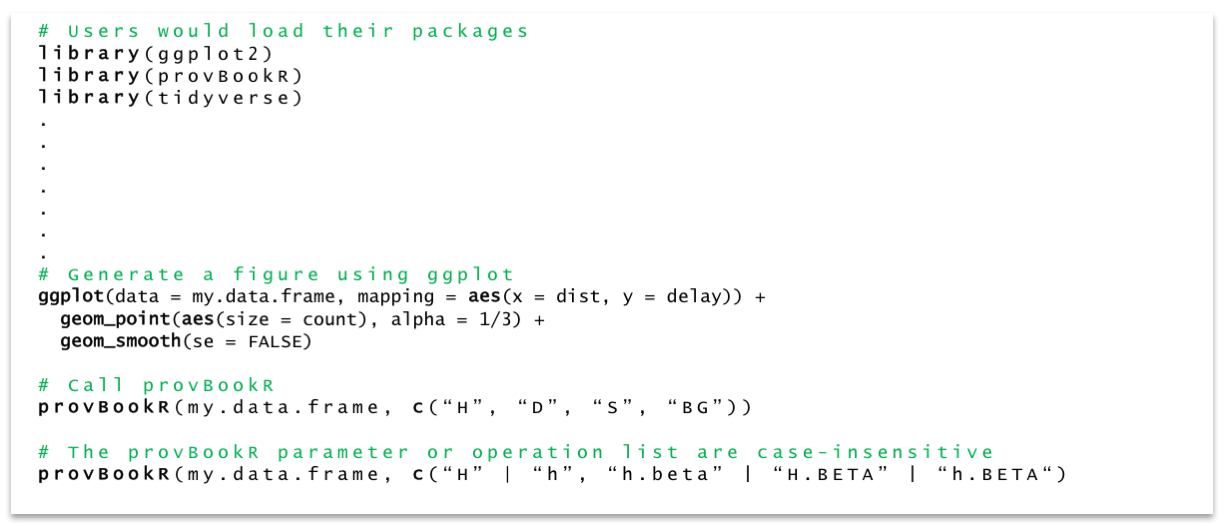 # Users would load their packages
library(ggplot2)
library(provBookR)
library(tidyverse)
.
.
.
.
.
.
.
# Generate a figure using ggplot
ggplot(data = my.data.frame, mapping = aes(x = dist, y = delay)) +
  geom_point(aes(size = count), alpha = 1/3) +
  geom_smooth(se = FALSE)
# Call provBookR
provBookR(my.data.frame, c(“H”, “D”, “S”, “BG”))
# The provBookR parameter or operation list are case-insensitive
provBookR(my.data.frame, c(“H” | “h”, “h.beta” | “H.BETA” | “h.BETA“)